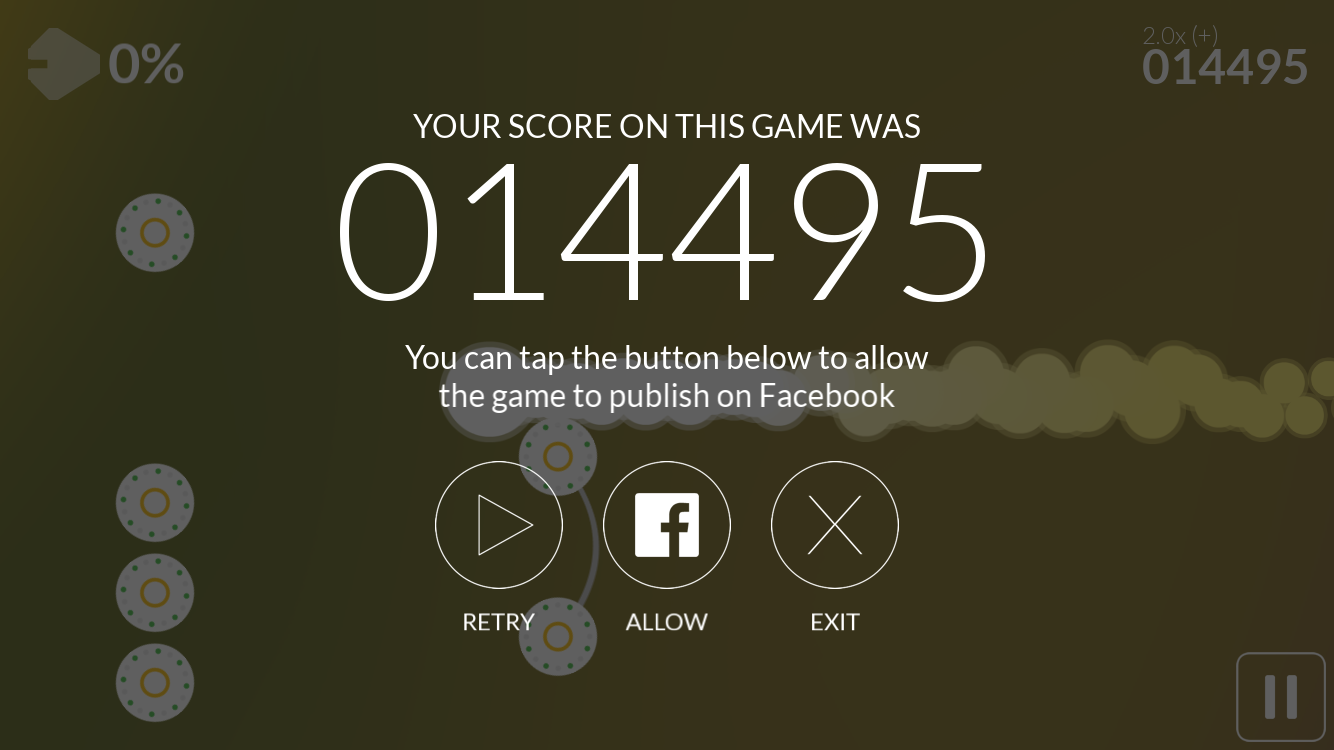 0%
2.0x (+)
014495
YOUR SCORE ON THIS GAME WAS
014495
You can tap the button below to allow
the game to publish on Facebook
RETRY
ALLOW
EXIT